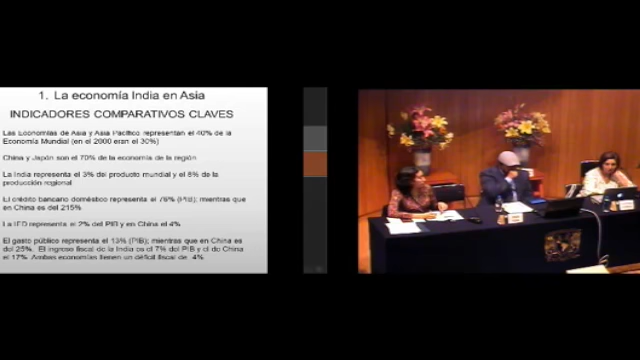 1. La economía India en Asia
INDICADORES COMPARATIVOS CLAVES
Las Economías de Asia y Asia Pacífico representan el 40% de la
Economía Mundial (en el 2000 eran el 30%)
China y Japón son el 70% de la economía de la región
La India representa el 3% del producto mundial y el 8% de la
producción regional
El crédito bancario doméstico representa el 76% (PIB); mientras que
en China es del 215%
La IED representa el 2% del PIB y en China el 4%
El gasto público representa el 13% (PIB); mientras que en China es
del 25%. El ingreso fiscal de la India es el 7% del PIB y el de China
el 17%. Ambas economías tienen un déficit fiscal de 4%